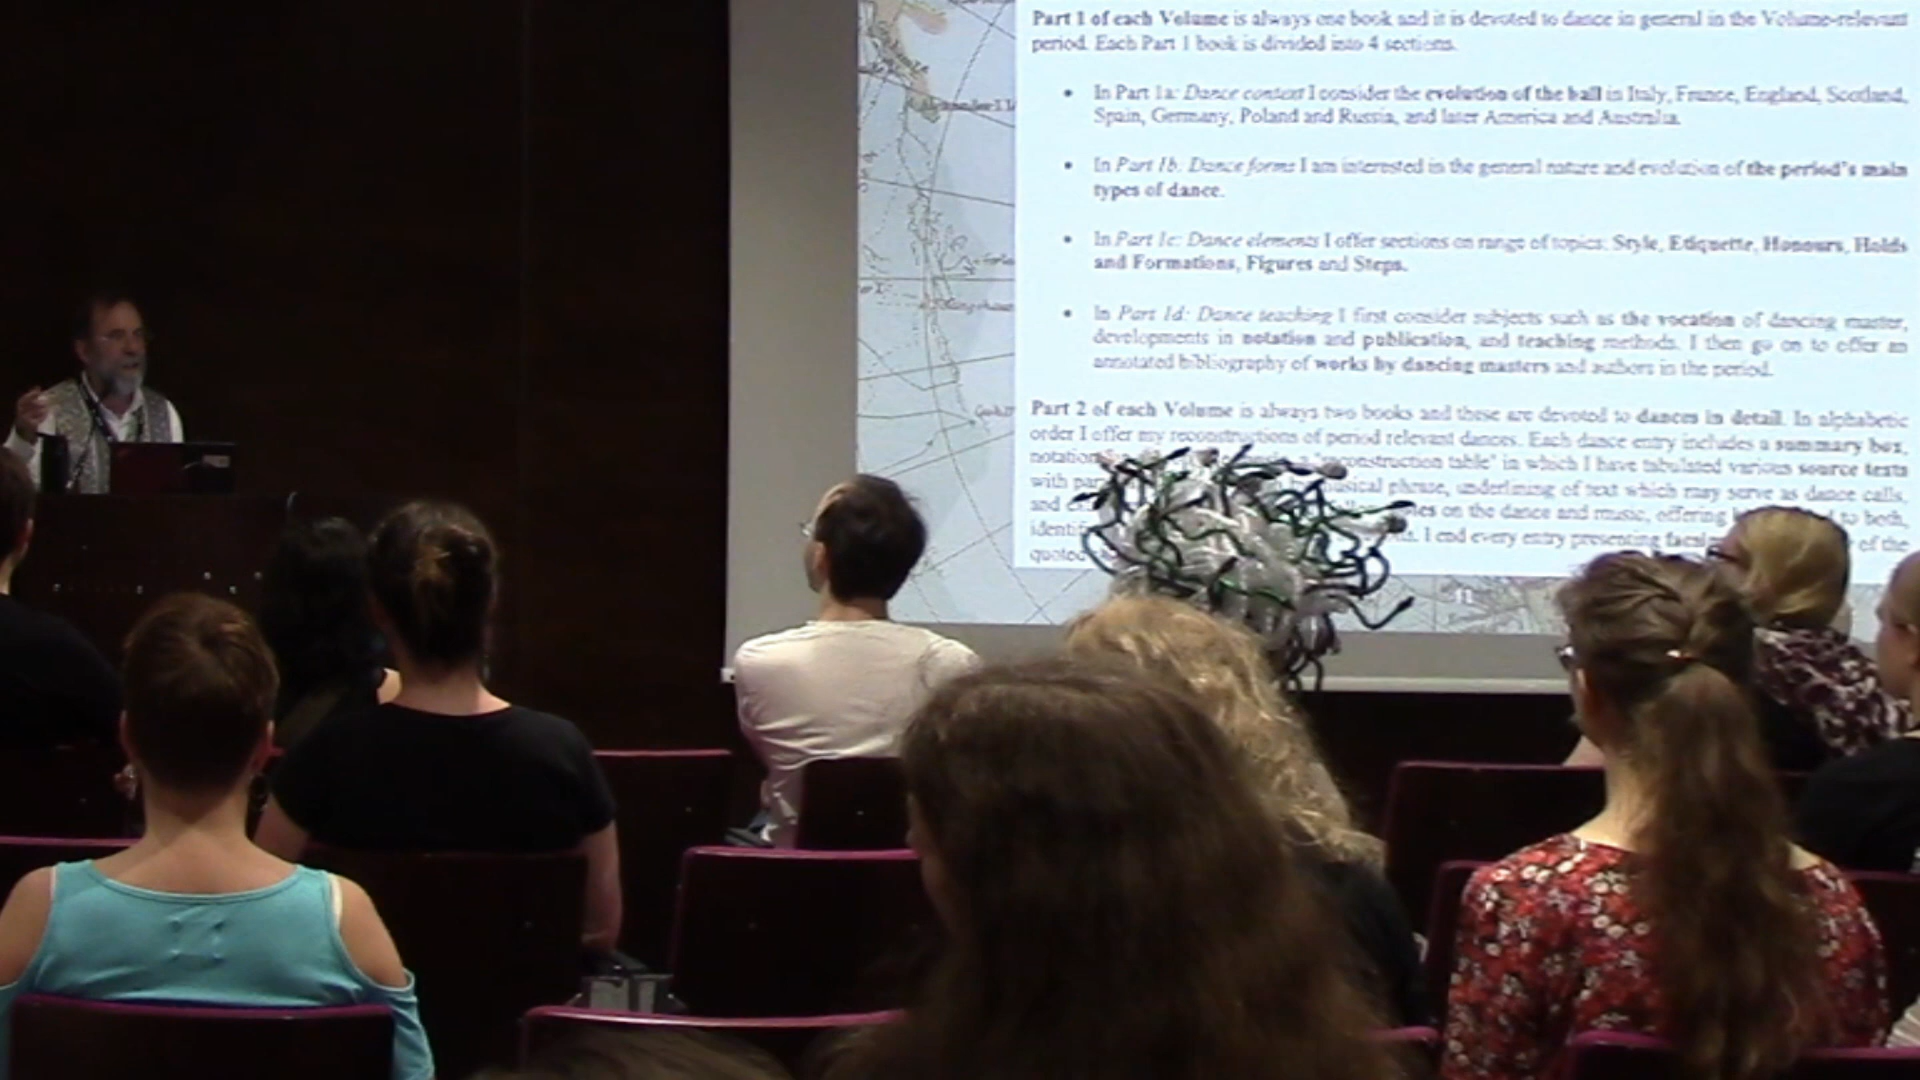 Part 1 of each Volume is always one book and it is devoted to dance in general in the Volume-relevant
period. Each Part 1 book is divided into 4 sections.
• In Part 1a: Dance context I consider the evolution of the ball in Italy, France, England, Scotland,
Spain, Germany, Poland and Russia, and later America and Australia.
• In Part 1b: Dance forms I am interested in the general nature and evolution of the period's main
types of dance.
• In Part 1c: Dance elements I offer sections on range of topics: Style, Etiquette, Honours, Holds
and Formations, Figures and Steps.
• In Part 1d: Dance teaching I first consider subjects such as the vocation of dancing master,
developments in notation and publication, and teaching methods. I then go on to offer an
annotated bibliography of works by dancing masters and authors in the period.
Part 2 of each Volume is always two books and these are devoted to dances in detail. In alphabetic
order I offer my reconstructions of period relevant dances. Each dance entry includes a summary box,
'reconstruction table' in which I have tabulated various source texts
with musical phrase, underlining of text which may serve as dance calls,
and on the dance and music, offering to both,
I end every entry presenting of the
quoted